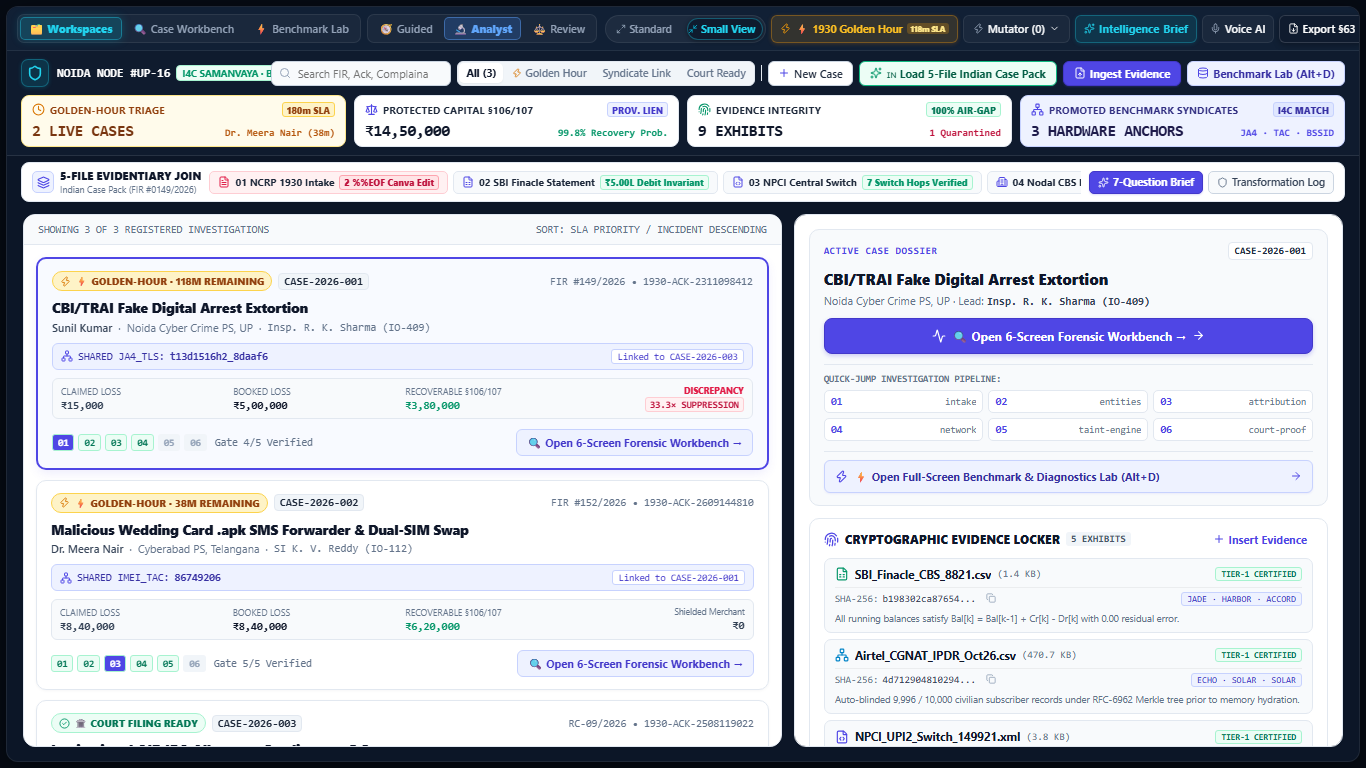 Workspaces Case Workbench Benchmark Lab Guided Analyst Review Standard Small View 1930 Golden Hour 118m SLA Mutator (0) Intelligence Brief Voice AI Export §63
NOIDA NODE #UP-16 I4C SAMANVAYA · B Search FIR, Ack, Complaina All (3) Golden Hour Syndicate Link Court Ready + New Case IN Load 5-File Indian Case Pack Ingest Evidence Benchmark Lab (Alt+D)
GOLDEN-HOUR TRIAGE 180m SLA
2 LIVE CASES Dr. Meera Nair (38m)
PROTECTED CAPITAL §106/107 PROV. LIEN
₹14,50,000 99.8% Recovery Prob.
EVIDENCE INTEGRITY 100% AIR-GAP
9 EXHIBITS 1 Quarantined
PROMOTED BENCHMARK SYNDICATES I4C MATCH
3 HARDWARE ANCHORS JA4 · TAC · BSSID
5-FILE EVIDENTIARY JOIN
Indian Case Pack (FIR #0149/2026)
01 NCRP 1930 Intake 2 %%EOF Canva Edit 02 SBI Finacle Statement ₹5.00L Debit Invariant 03 NPCI Central Switch 7 Switch Hops Verified 04 Nodal CBS 7-Question Brief Transformation Log
SHOWING 3 OF 3 REGISTERED INVESTIGATIONS SORT: SLA PRIORITY / INCIDENT DESCENDING
GOLDEN-HOUR · 118M REMAINING CASE-2026-001 FIR #149/2026 • 1930-ACK-2311098412
CBI/TRAI Fake Digital Arrest Extortion
Sunil Kumar · Noida Cyber Crime PS, UP · Insp. R. K. Sharma (IO-409)
SHARED JA4_TLS: t13d1516h2_8daaf6 Linked to CASE-2026-003
CLAIMED LOSS BOOKED LOSS RECOVERABLE §106/107 DISCREPANCY
₹15,000 ₹5,00,000 ₹3,80,000 33.3× SUPPRESSION
01 02 03 04 05 06 Gate 4/5 Verified Open 6-Screen Forensic Workbench →
GOLDEN-HOUR · 38M REMAINING CASE-2026-002 FIR #152/2026 • 1930-ACK-2609144810
Malicious Wedding Card .apk SMS Forwarder & Dual-SIM Swap
Dr. Meera Nair · Cyberabad PS, Telangana · SI K. V. Reddy (IO-112)
SHARED IMEI_TAC: 86749206 Linked to CASE-2026-001
CLAIMED LOSS BOOKED LOSS RECOVERABLE §106/107 Shielded Merchant
₹8,40,000 ₹8,40,000 ₹6,20,000 ₹0
01 02 03 04 05 06 Gate 5/5 Verified Open 6-Screen Forensic Workbench →
COURT FILING READY CASE-2026-003 RC-09/2026 • 1930-ACK-2508119022
ACTIVE CASE DOSSIER CASE-2026-001
CBI/TRAI Fake Digital Arrest Extortion
Noida Cyber Crime PS, UP · Lead: Insp. R. K. Sharma (IO-409)
Open 6-Screen Forensic Workbench → →
QUICK-JUMP INVESTIGATION PIPELINE:
01 intake 02 entities 03 attribution
04 network 05 taint-engine 06 court-proof
Open Full-Screen Benchmark & Diagnostics Lab (Alt+D) →
CRYPTOGRAPHIC EVIDENCE LOCKER 5 EXHIBITS + Insert Evidence
SBI_Finacle_CBS_8821.csv (1.4 KB) TIER-1 CERTIFIED
SHA-256: b198302ca87654... JADE · HARBOR · ACCORD
All running balances satisfy Bal[k] = Bal[k-1] + Cr[k] - Dr[k] with 0.00 residual error.
Airtel_CGNAT_IPDR_Oct26.csv (470.7 KB) TIER-1 CERTIFIED
SHA-256: 4d712904810294... ECHO · SOLAR · SOLAR
Auto-blinded 9,996 / 10,000 civilian subscriber records under RFC-6962 Merkle tree prior to memory hydration.
NPCI_UPI2_Switch_149921.xml (3.8 KB) TIER-1 CERTIFIED